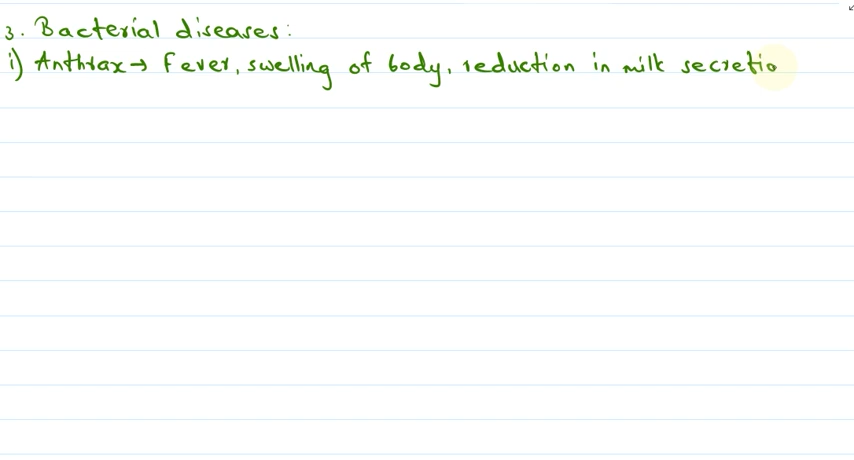 3. Bacterial diseases:
i) Anthrax → Fever, swelling of body, reduction in milk secretio